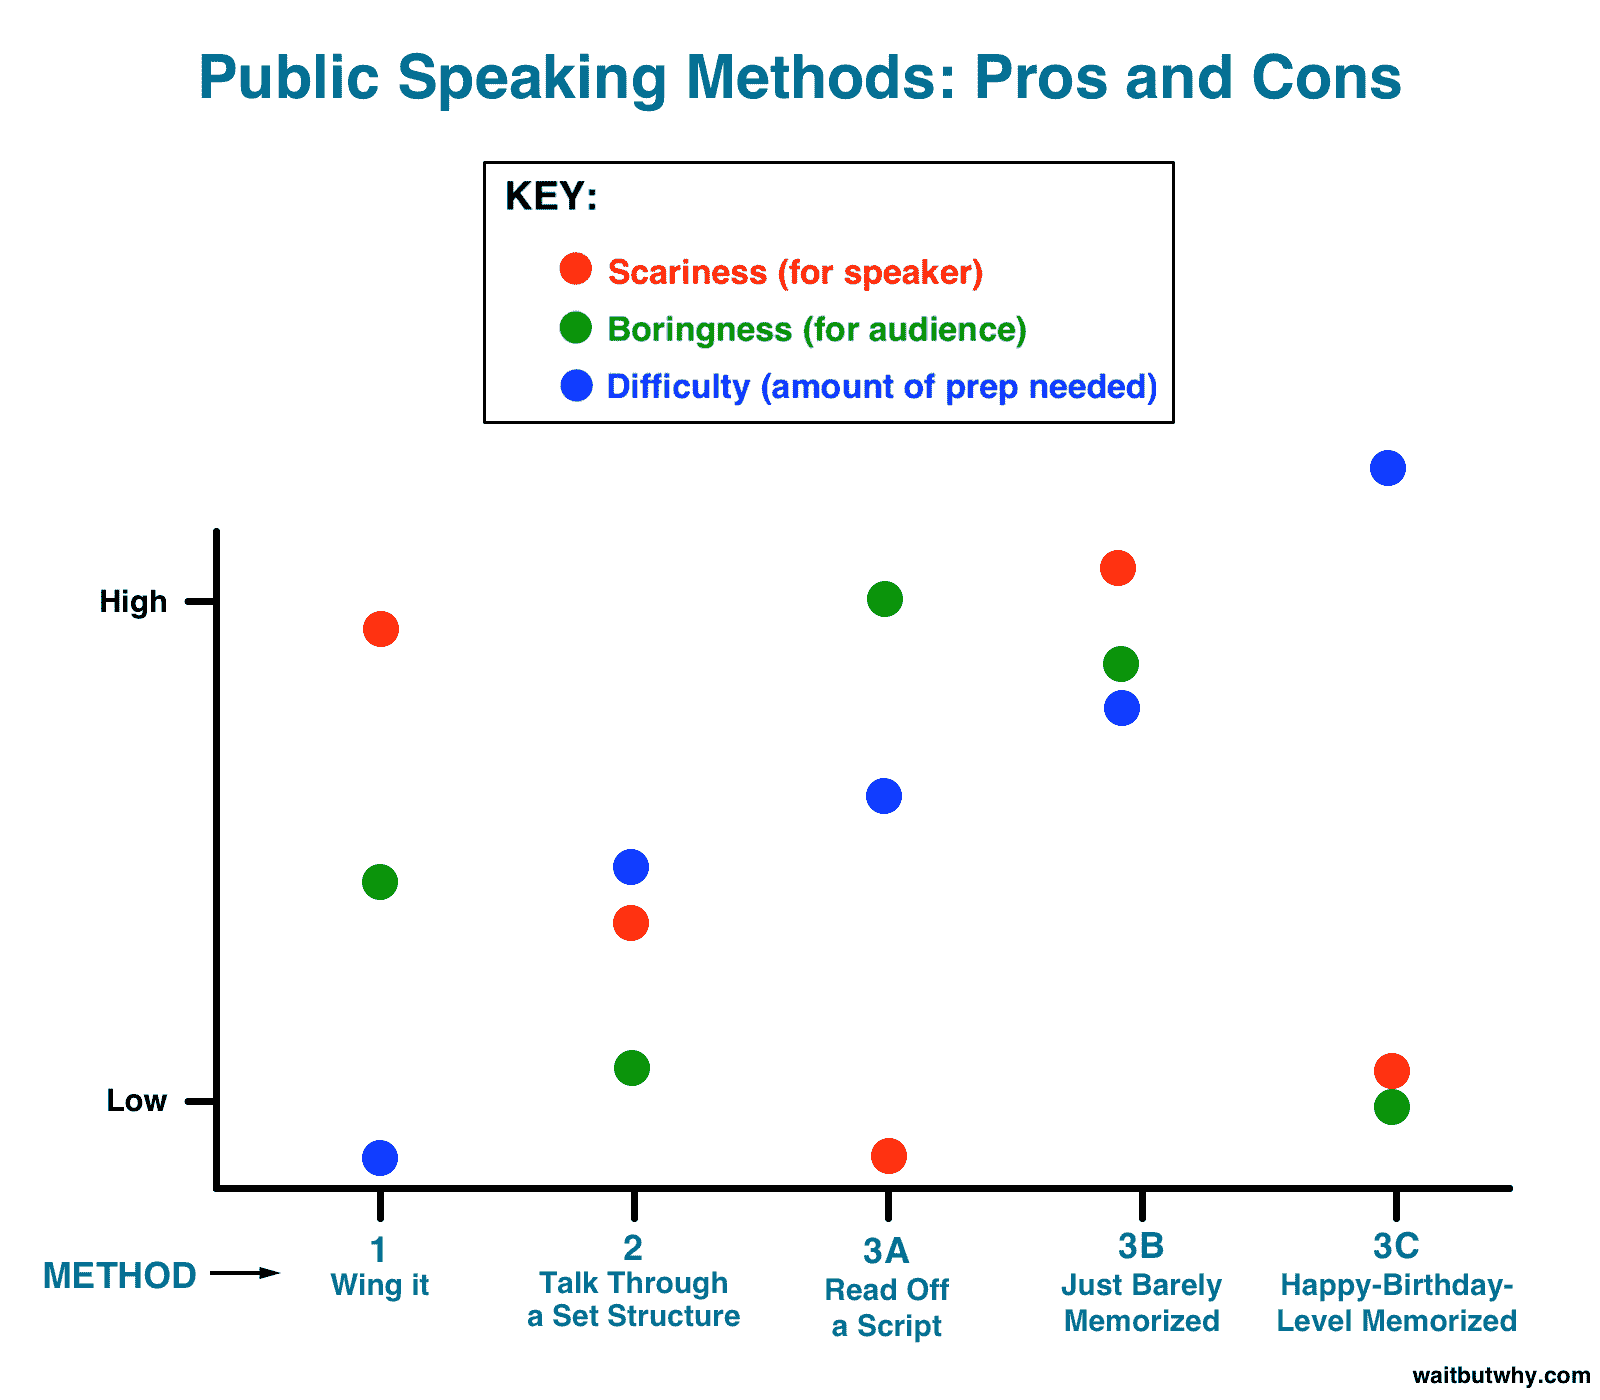 Public Speaking Methods: Pros and Cons
KEY:
Scariness (for speaker)
Boringness (for audience)
Difficulty (amount of prep needed)
High
Low
METHOD
1
Wing it
2
Talk Through
a Set Structure
3A
Read Off
a Script
3B
Just Barely
Memorized
3C
Happy-Birthday-
Level Memorized
waitbutwhy.com